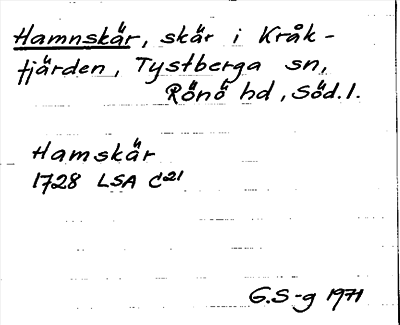 Hamnskär, skär i Kråk-
fjärden, Tystberga sn,
Rönö hd, Söd. l.
Hamskär
1728 LSA C21
G.S-g 1971